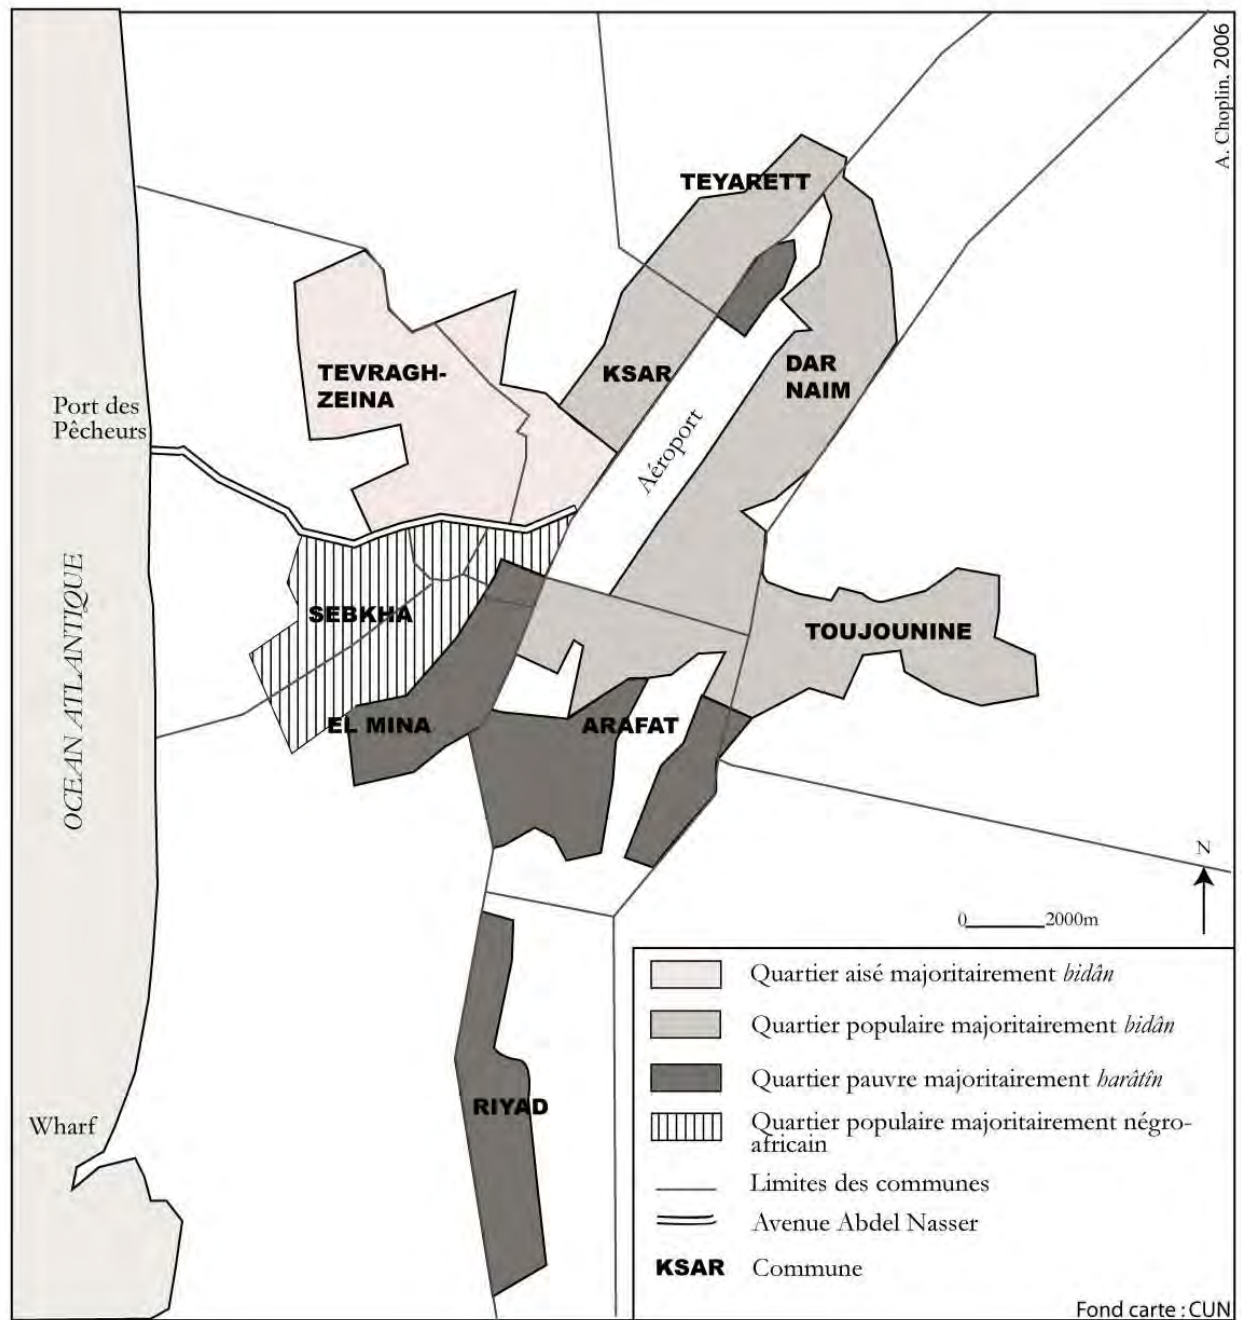 A. Choplin, 2006
TEYARETT
TEVRAGH-
ZEINA
KSAR
DAR
NAIM
Port des
Pêcheurs
Aéroport
OCEAN ATLANTIQUE
SEBKHA
TOUJOUNINE
EL MINA
ARAFAT
N
0 2000m
RIYAD
Wharf
Quartier aisé majoritairement bidân
Quartier populaire majoritairement bidân
Quartier pauvre majoritairement harâtîn
Quartier populaire majoritairement négro-
africain
Limites des communes
Avenue Abdel Nasser
KSAR Commune
Fond carte : CUN